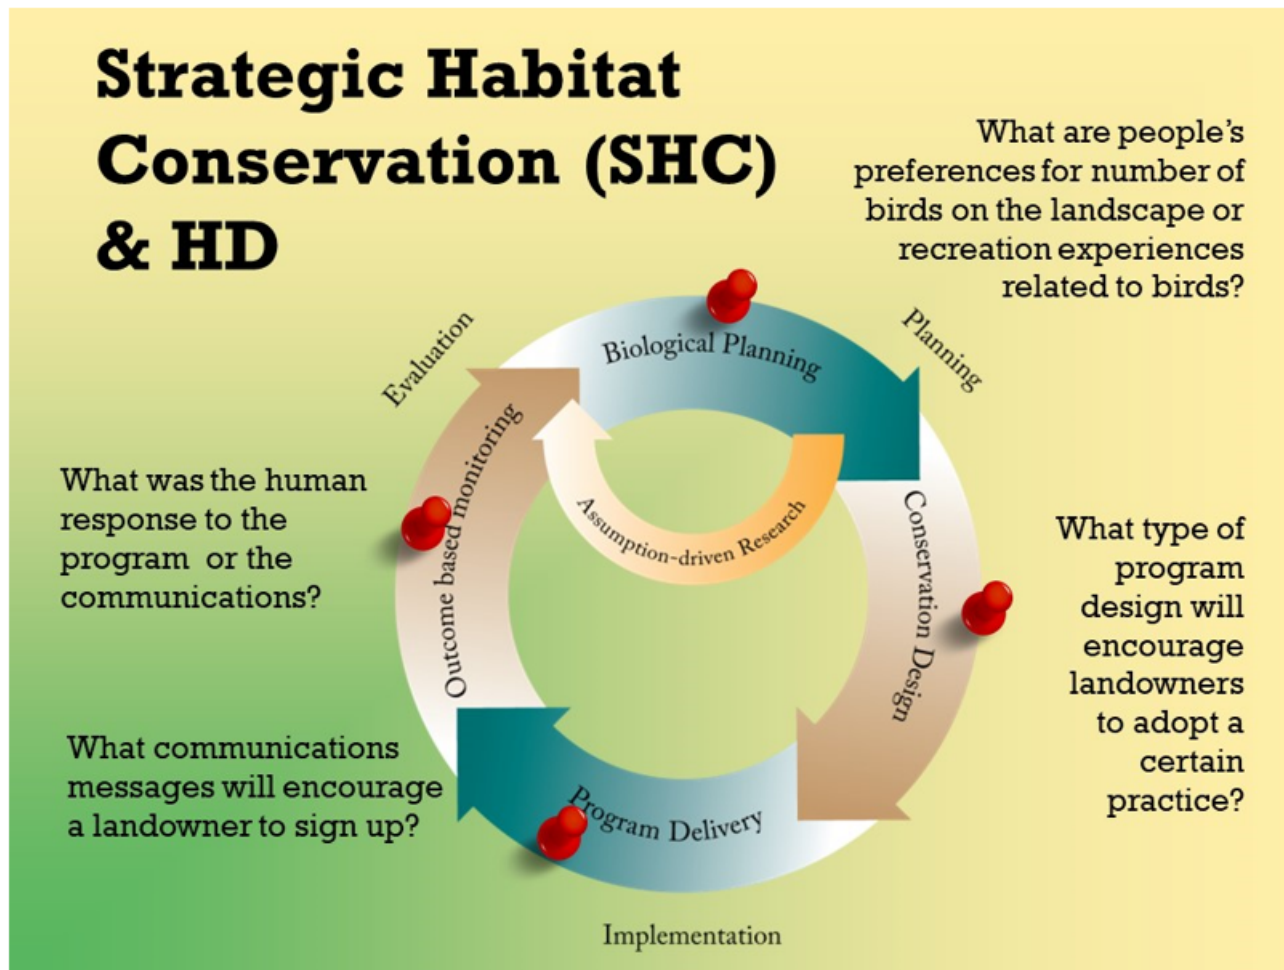 Strategic Habitat
Conservation (SHC)
& HD
What are people's
preferences for number of
birds on the landscape or
recreation experiences
related to birds?
Evaluation
Planning
Biological Planning
Assumption-driven Research
Outcome based monitoring
Conservation Design
Program Delivery
Implementation
What was the human
response to the
program or the
communications?
What type of
program
design will
encourage
landowners
to adopt a
certain
practice?
What communications
messages will encourage
a landowner to sign up?